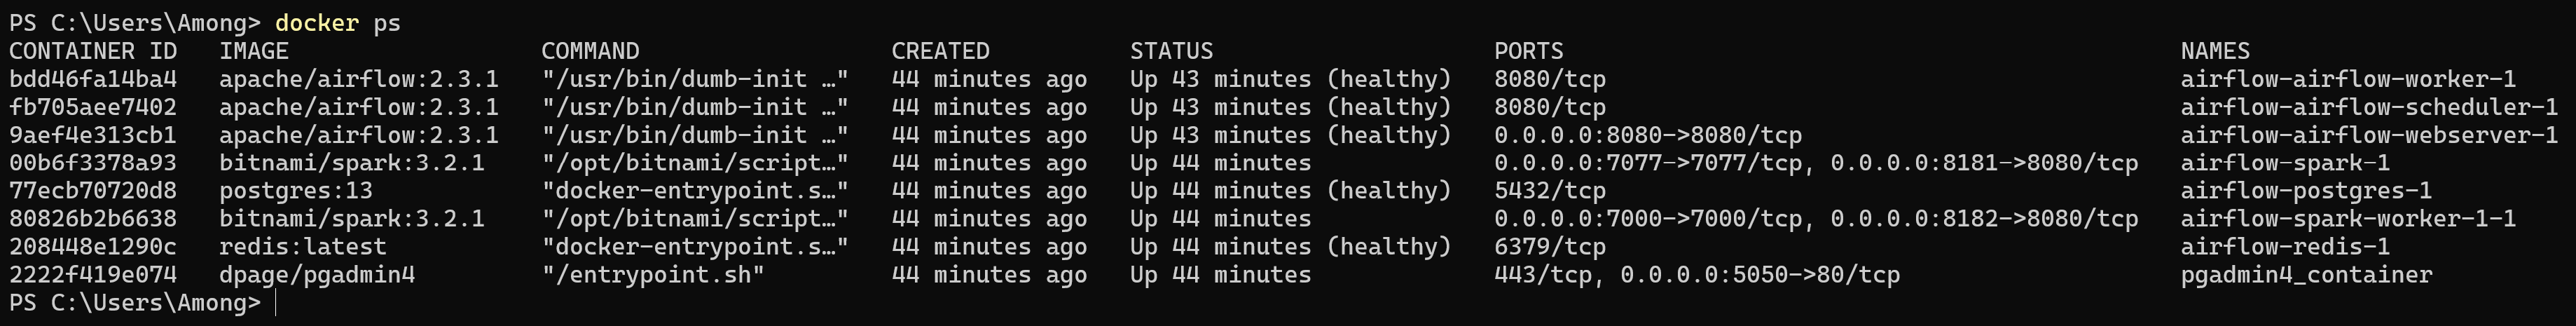 PS C:\Users\Among> docker ps
CONTAINER ID   IMAGE                  COMMAND                  CREATED          STATUS                    PORTS                                            NAMES
bdd46fa14ba4   apache/airflow:2.3.1   "/usr/bin/dumb-init …"   44 minutes ago   Up 43 minutes (healthy)   8080/tcp                                         airflow-airflow-worker-1
fb705aee7402   apache/airflow:2.3.1   "/usr/bin/dumb-init …"   44 minutes ago   Up 43 minutes (healthy)   8080/tcp                                         airflow-airflow-scheduler-1
9aef4e313cb1   apache/airflow:2.3.1   "/usr/bin/dumb-init …"   44 minutes ago   Up 43 minutes (healthy)   0.0.0.0:8080->8080/tcp                           airflow-airflow-webserver-1
00b6f3378a93   bitnami/spark:3.2.1    "/opt/bitnami/script…"   44 minutes ago   Up 44 minutes             0.0.0.0:7077->7077/tcp, 0.0.0.0:8181->8080/tcp   airflow-spark-1
77ecb70720d8   postgres:13            "docker-entrypoint.s…"   44 minutes ago   Up 44 minutes (healthy)   5432/tcp                                         airflow-postgres-1
80826b2b6638   bitnami/spark:3.2.1    "/opt/bitnami/script…"   44 minutes ago   Up 44 minutes             0.0.0.0:7000->7000/tcp, 0.0.0.0:8182->8080/tcp   airflow-spark-worker-1-1
208448e1290c   redis:latest           "docker-entrypoint.s…"   44 minutes ago   Up 44 minutes (healthy)   6379/tcp                                         airflow-redis-1
2222f419e074   dpage/pgadmin4         "/entrypoint.sh"         44 minutes ago   Up 44 minutes             443/tcp, 0.0.0.0:5050->80/tcp                    pgadmin4_container
PS C:\Users\Among>